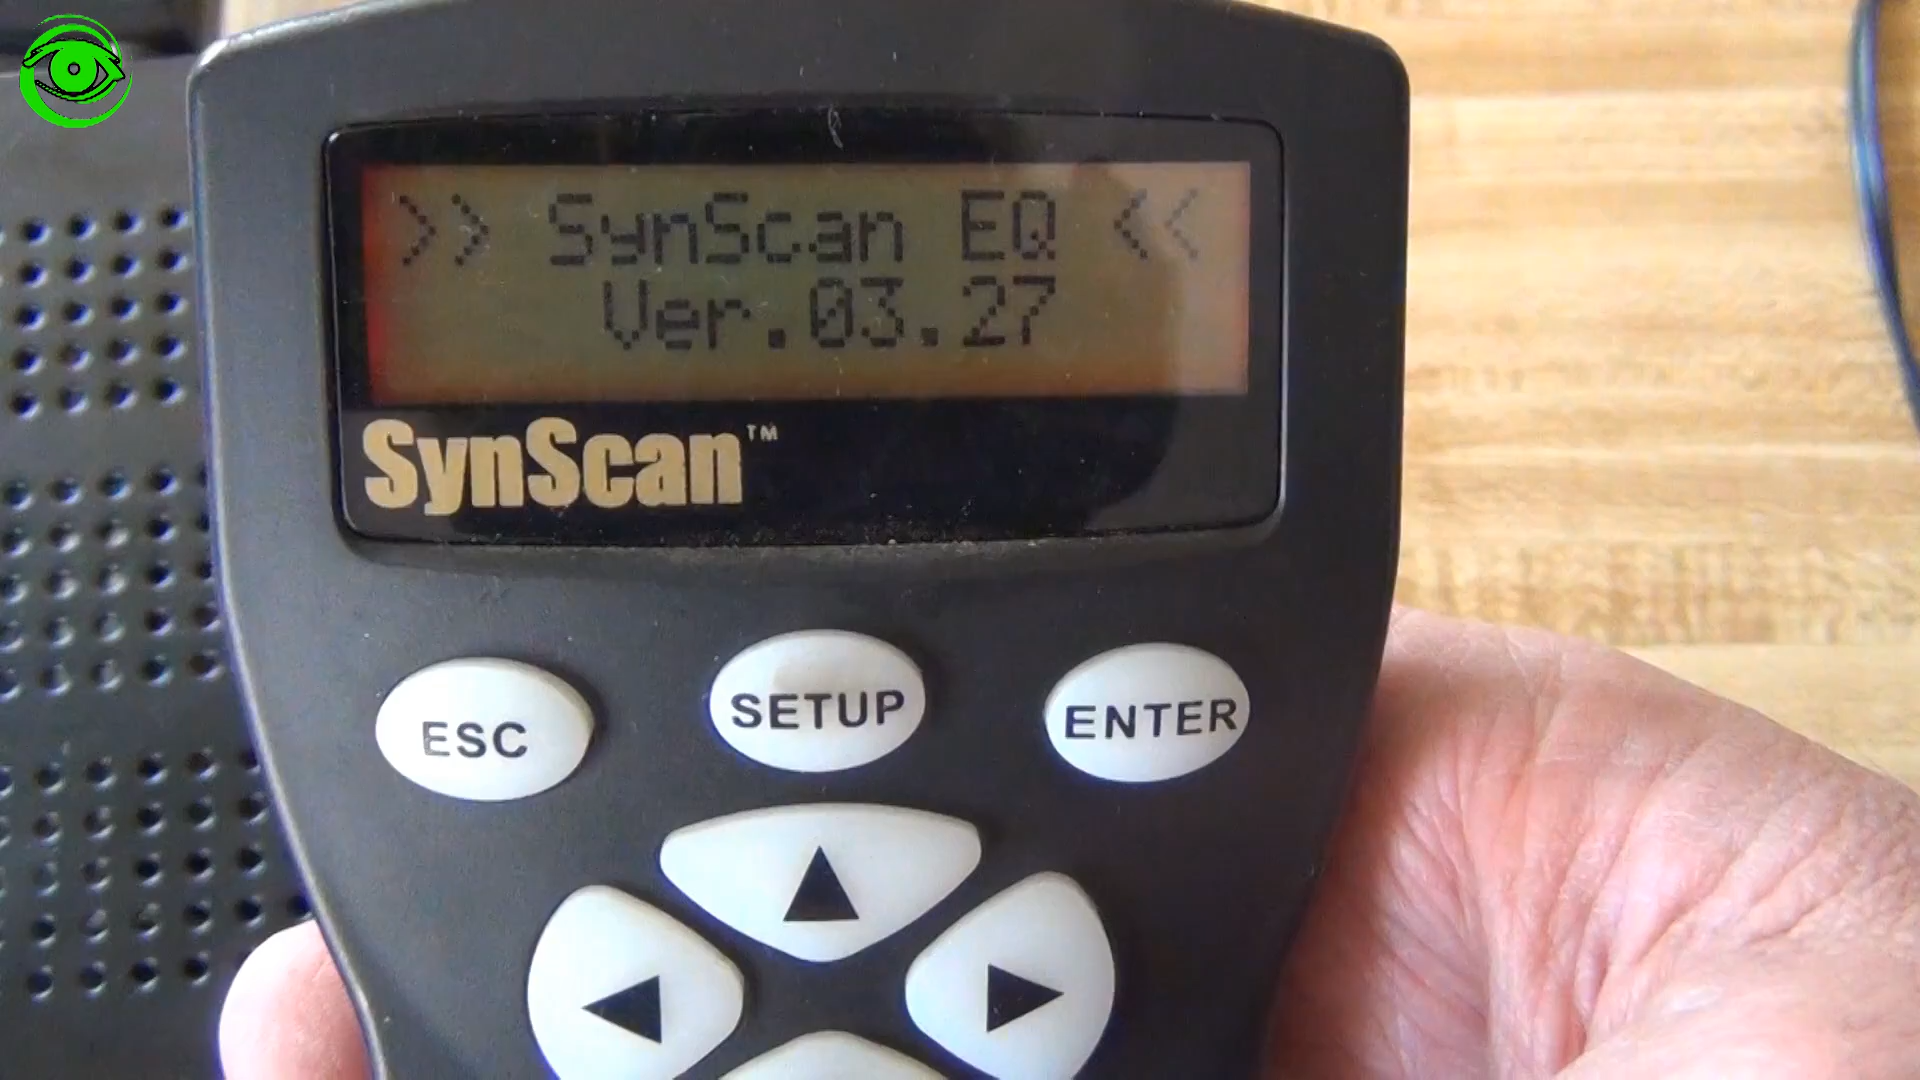 >> SynScan EQ <<
Ver.03.27
SynScan™
ESC
SETUP
ENTER